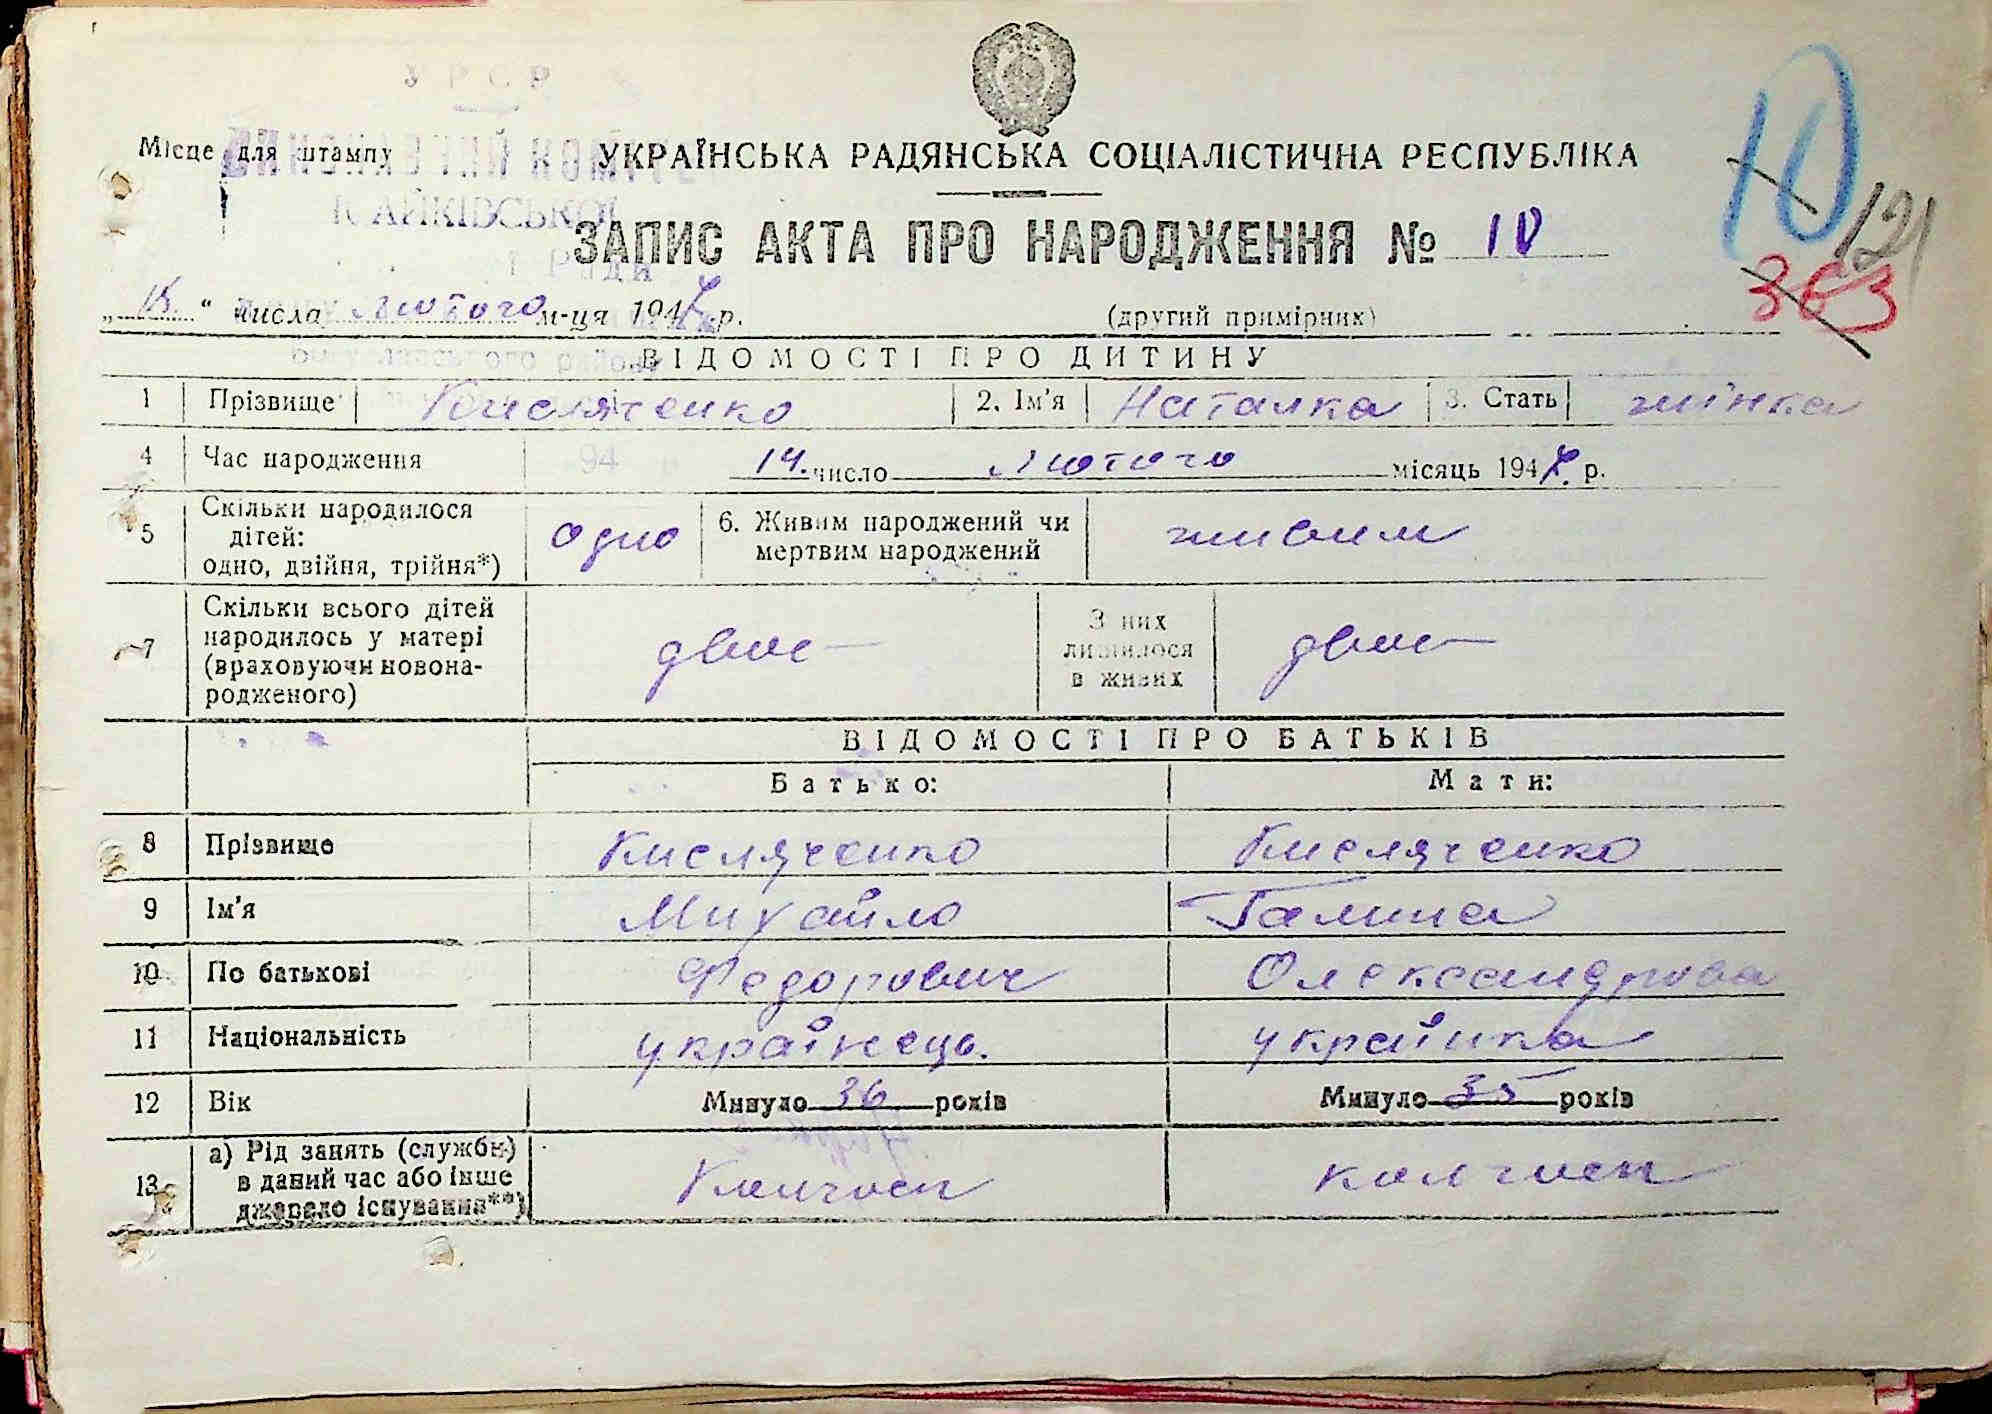 УРСР
Місце для штампу
УКРАЇНСЬКА РАДЯНСЬКА СОЦІАЛІСТИЧНА РЕСПУБЛІКА
ЗАПИС АКТА ПРО НАРОДЖЕННЯ № 10
10
121
363
„15“ числа лютого м-ця 1947 р. (другий примірник)
ВІДОМОСТІ ПРО ДИТИНУ
1 Прізвище Кисляченко 2. Ім'я Наталка 3. Стать жінка
4 Час народження 14. число лютого місяць 1947. р.
5 Скільки народилося дітей: одно, двійня, трійня*) одно 6. Живим народжений чи мертвим народжений живим
7 Скільки всього дітей народилось у матері (враховуючи новонародженого) двоє З них лишилося в живих двоє
ВІДОМОСТІ ПРО БАТЬКІВ
Батько: Мати:
8 Прізвище Кисляченко Кисляченко
9 Ім'я Михайло Галина
10 По батькові Федорович Олександрова
11 Національність українець. українка
12 Вік Минуло 36 років Минуло 35 років
13 а) Рід занять (служби) в даний час або інше джерело існування**) Колгосп колгосп